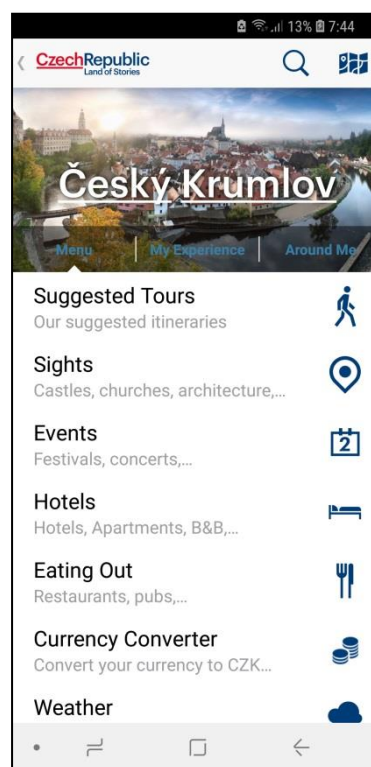 13% 7:44
CzechRepublic
Land of Stories
Český Krumlov
Menu | My Experience | Around Me
Suggested Tours
Our suggested itineraries
Sights
Castles, churches, architecture,...
Events
Festivals, concerts,...
2
Hotels
Hotels, Apartments, B&B,...
Eating Out
Restaurants, pubs,...
Currency Converter
Convert your currency to CZK...
Weather